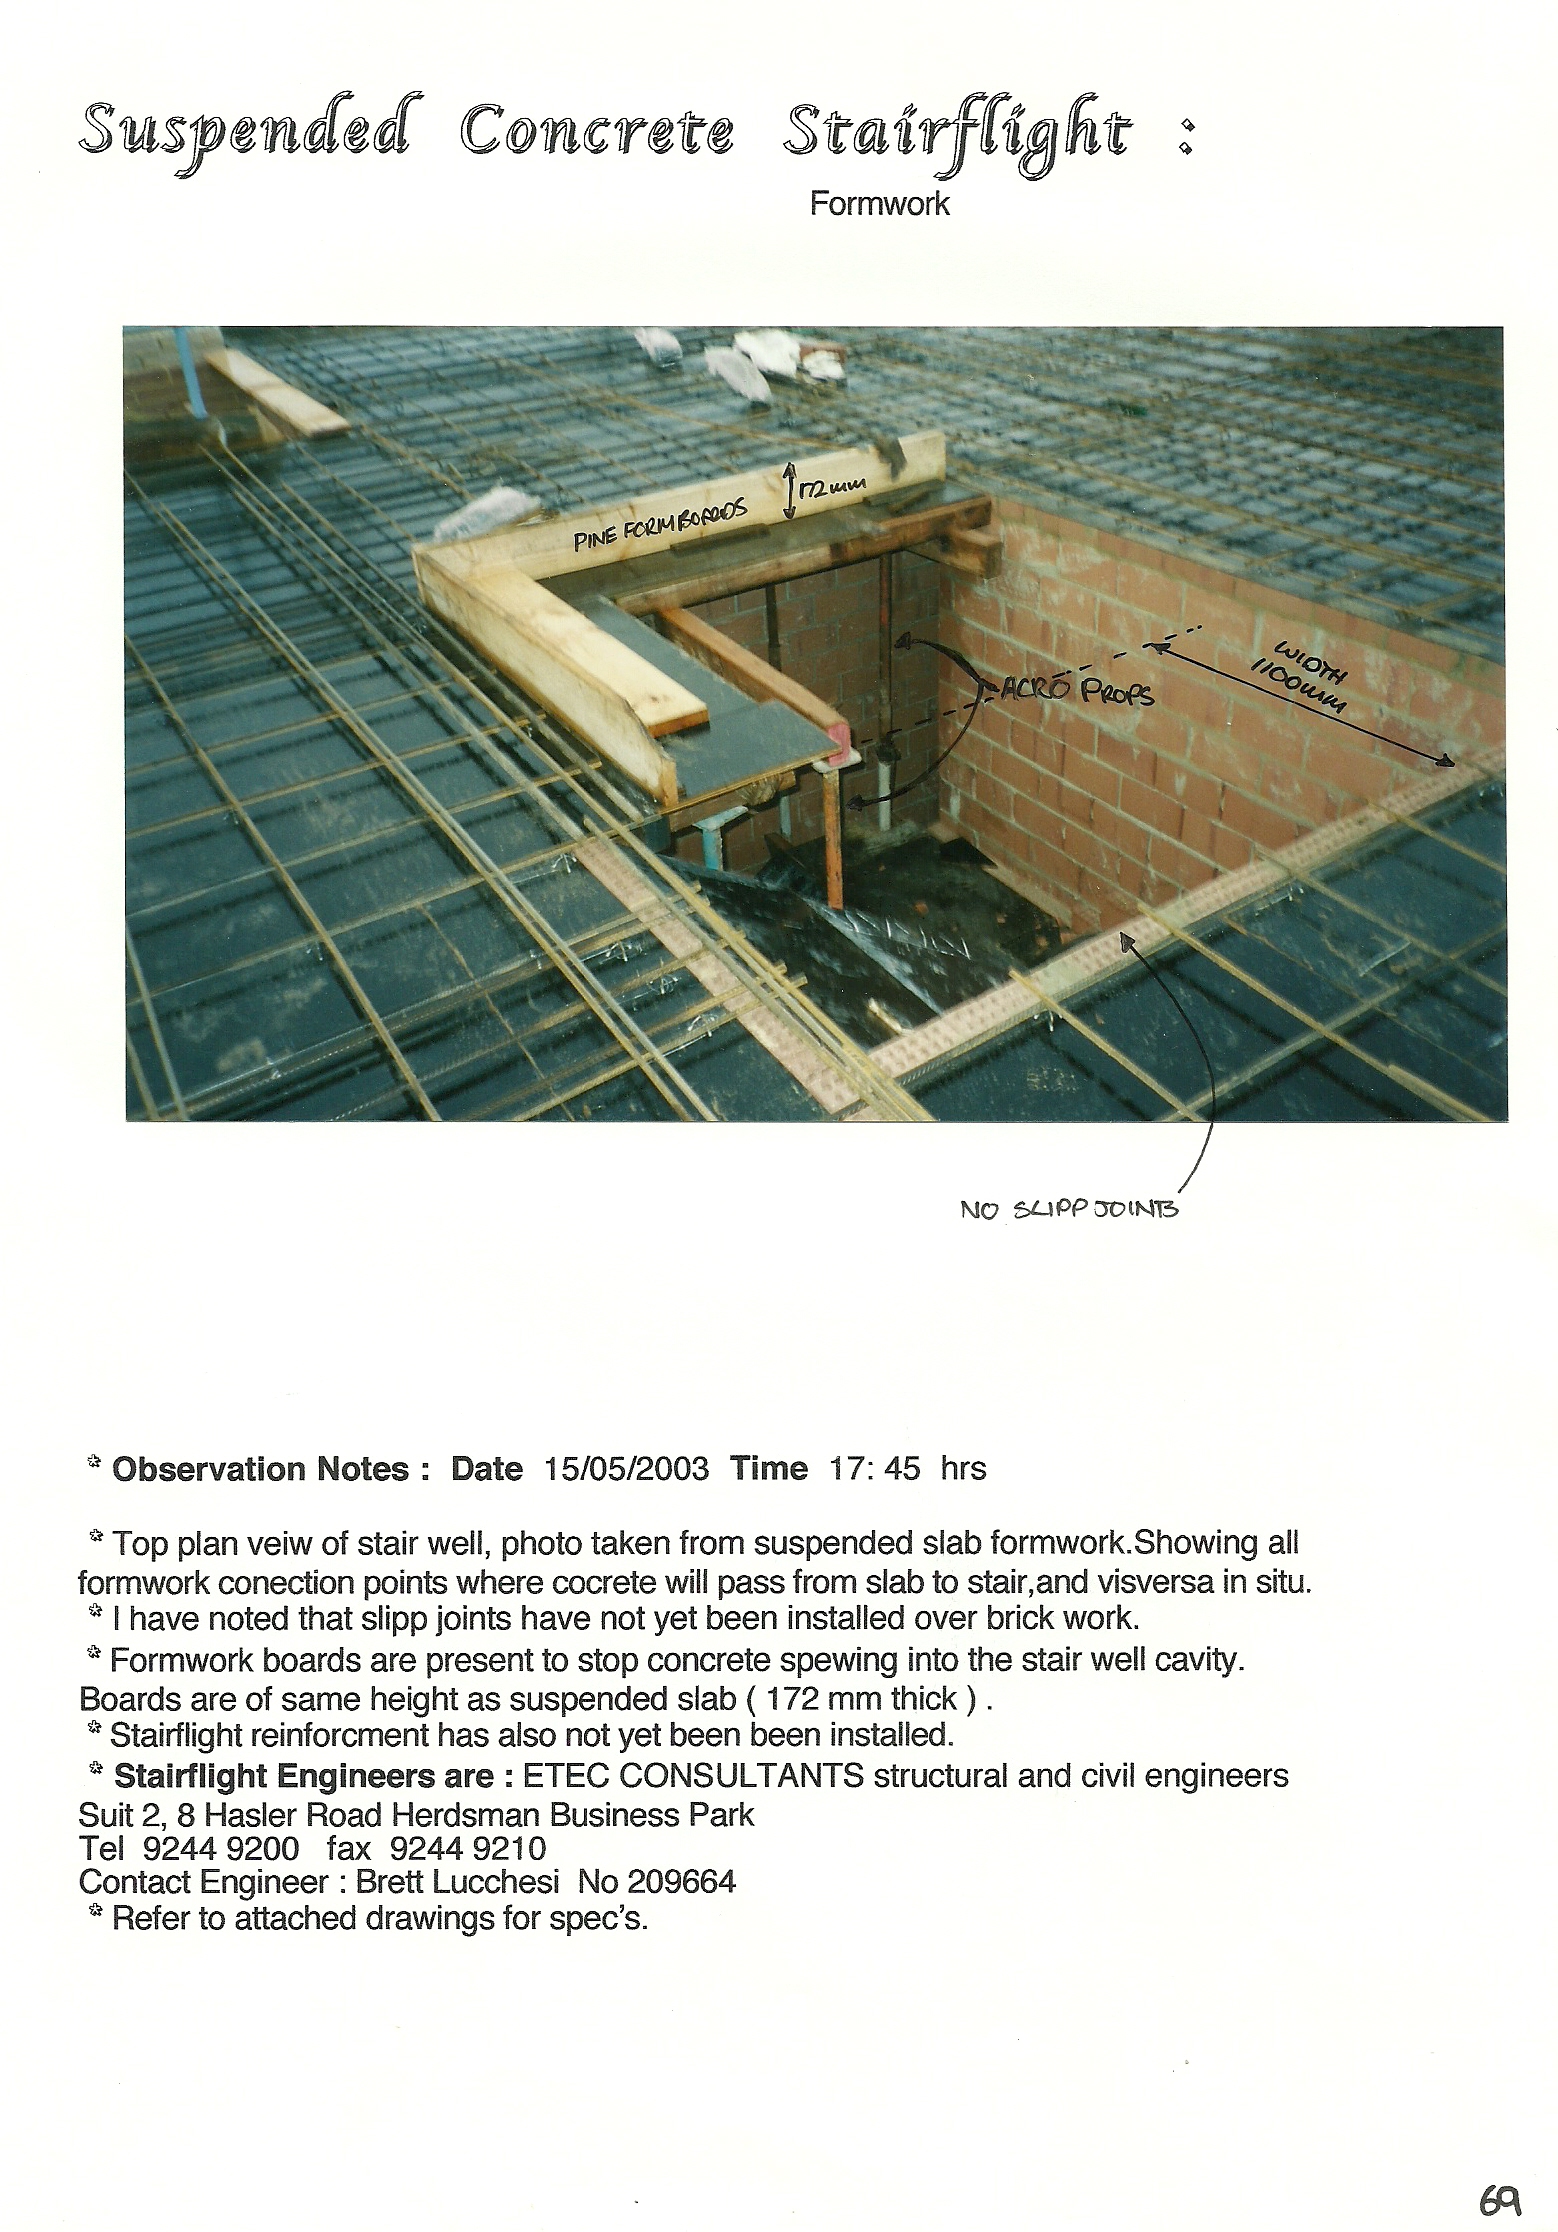 Suspended Concrete Stairflight :
Formwork
PINE FORMBOARDS
172mm
ACRO PROPS
WIDTH
1100mm
NO SLIPP JOINTS
* Observation Notes : Date 15/05/2003 Time 17: 45 hrs
* Top plan veiw of stair well, photo taken from suspended slab formwork.Showing all
formwork conection points where cocrete will pass from slab to stair,and visversa in situ.
* I have noted that slipp joints have not yet been installed over brick work.
* Formwork boards are present to stop concrete spewing into the stair well cavity.
Boards are of same height as suspended slab ( 172 mm thick ) .
* Stairflight reinforcment has also not yet been been installed.
* Stairflight Engineers are : ETEC CONSULTANTS structural and civil engineers
Suit 2, 8 Hasler Road Herdsman Business Park
Tel 9244 9200 fax 9244 9210
Contact Engineer : Brett Lucchesi No 209664
* Refer to attached drawings for spec's.
69